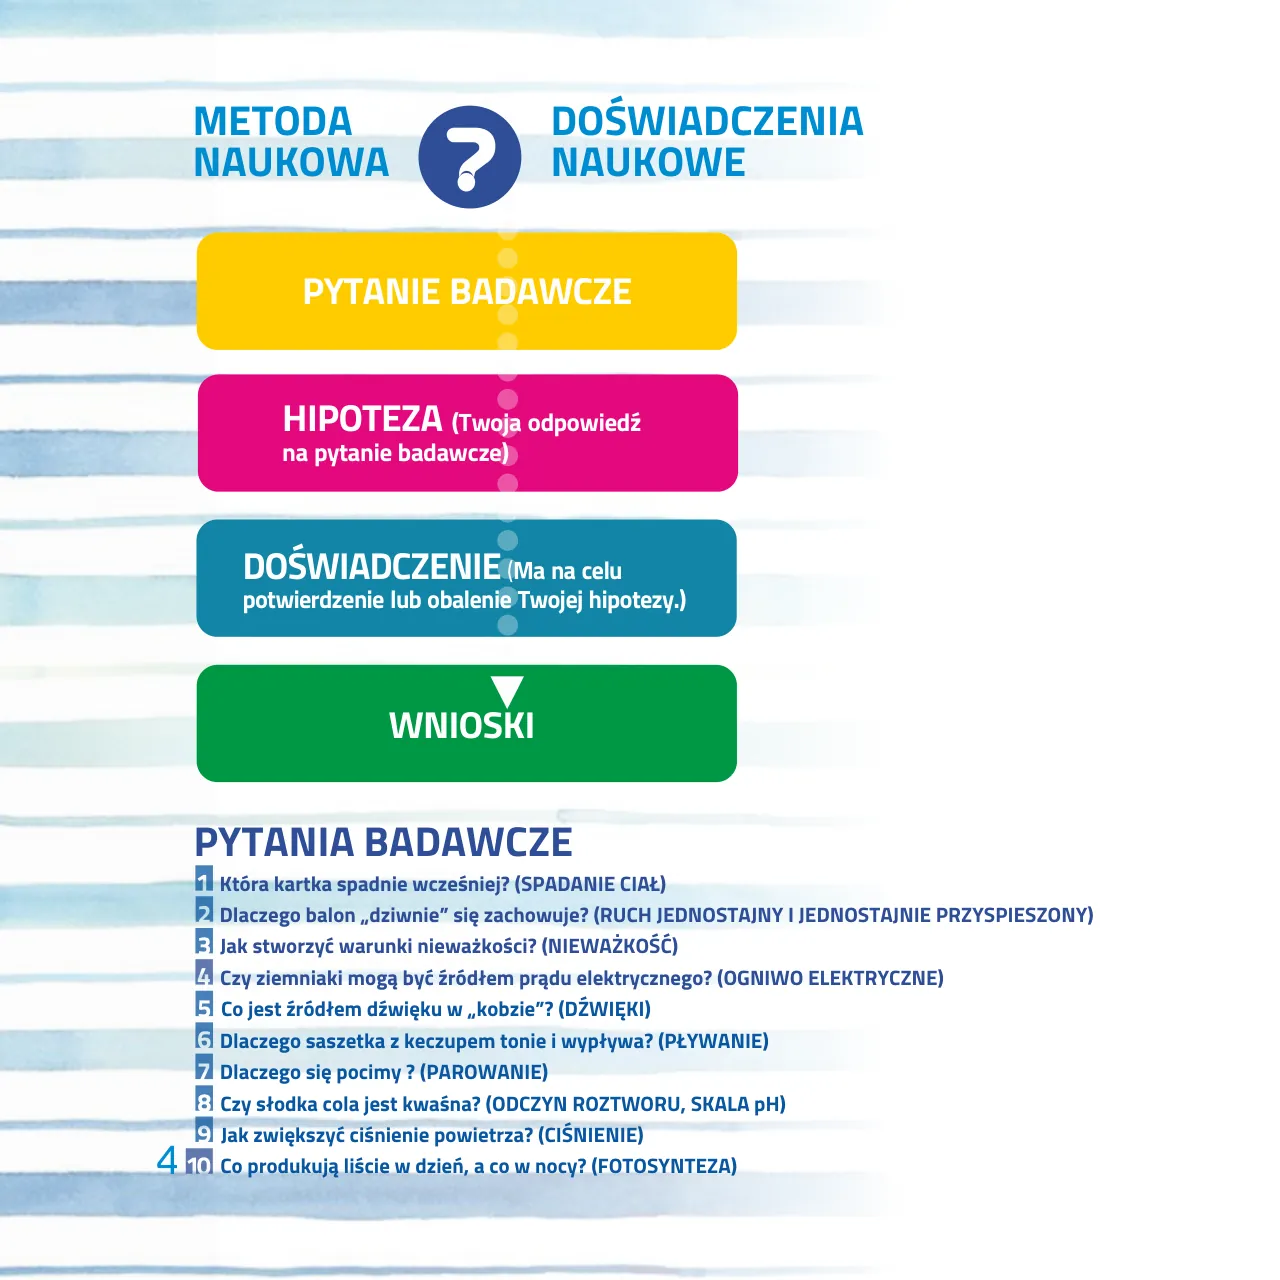 METODA
NAUKOWA
?
DOŚWIADCZENIA
NAUKOWE
PYTANIE BADAWCZE
HIPOTEZA (Twoja odpowiedź
na pytanie badawcze)
DOŚWIADCZENIE (Ma na celu
potwierdzenie lub obalenie Twojej hipotezy.)
WNIOSKI
PYTANIA BADAWCZE
1 Która kartka spadnie wcześniej? (SPADANIE CIAŁ)
2 Dlaczego balon „dziwnie” się zachowuje? (RUCH JEDNOSTAJNY I JEDNOSTAJNIE PRZYSPIESZONY)
3 Jak stworzyć warunki nieważkości? (NIEWAŻKOŚĆ)
4 Czy ziemniaki mogą być źródłem prądu elektrycznego? (OGNIWO ELEKTRYCZNE)
5 Co jest źródłem dźwięku w „kobzie”? (DŹWIĘKI)
6 Dlaczego saszetka z keczupem tonie i wypływa? (PŁYWANIE)
7 Dlaczego się pocimy ? (PAROWANIE)
8 Czy słodka cola jest kwaśna? (ODCZYN ROZTWORU, SKALA pH)
9 Jak zwiększyć ciśnienie powietrza? (CIŚNIENIE)
10 Co produkują liście w dzień, a co w nocy? (FOTOSYNTEZA)
4